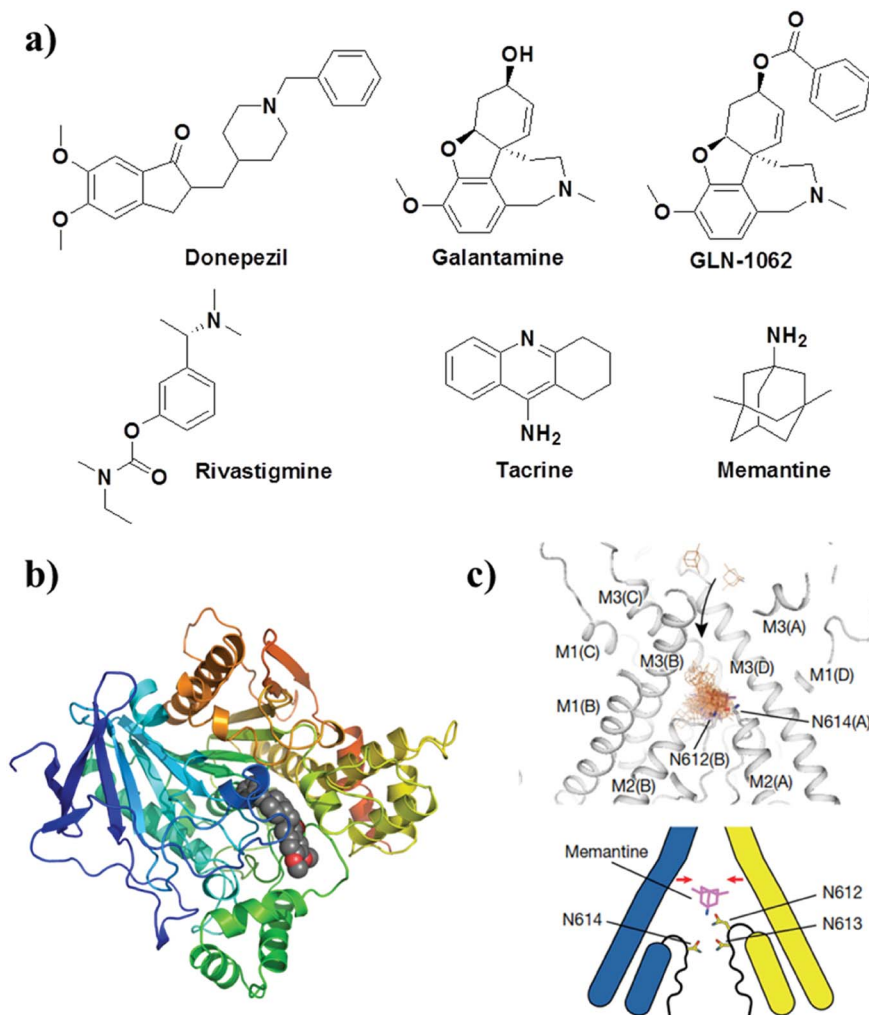 a)
O
O
O
N
Donepezil
OH
O
O
N
Galantamine
O
O
O
O
N
GLN-1062
N
O
O
N
Rivastigmine
N
NH2
Tacrine
NH2
Memantine
b)
c)
M3(C)
M3(A)
M1(C)
M3(B)
M3(D)
M1(D)
M1(B)
N614(A)
N612(B)
M2(B)
M2(A)
Memantine
N612
N614
N613